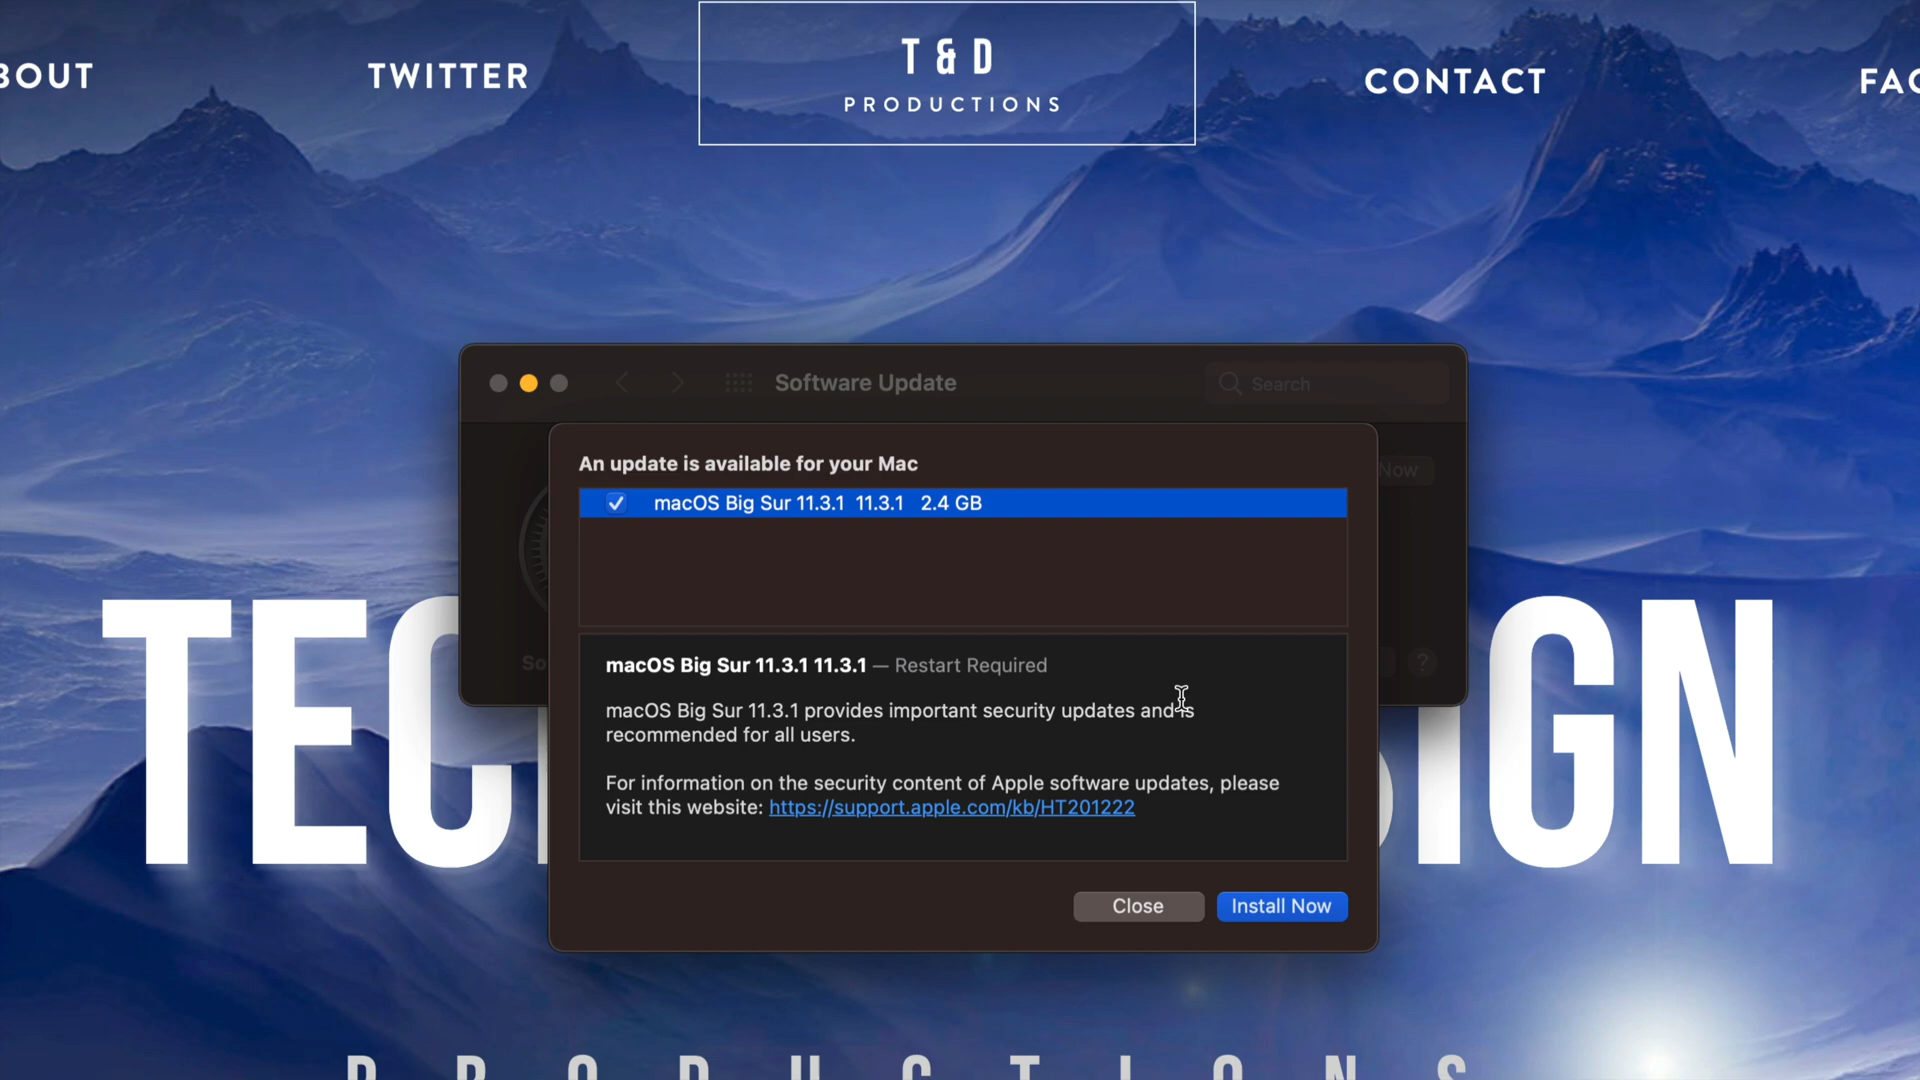 BOUT
TWITTER
T & D
PRODUCTIONS
CONTACT
FAC
Software Update
Search
An update is available for your Mac
Now
macOS Big Sur 11.3.1 11.3.1 2.4 GB
TEC
IGN
So
?
macOS Big Sur 11.3.1 11.3.1 — Restart Required
macOS Big Sur 11.3.1 provides important security updates and is
recommended for all users.
For information on the security content of Apple software updates, please
visit this website: https://support.apple.com/kb/HT201222
Close
Install Now
PRODUCTIONS